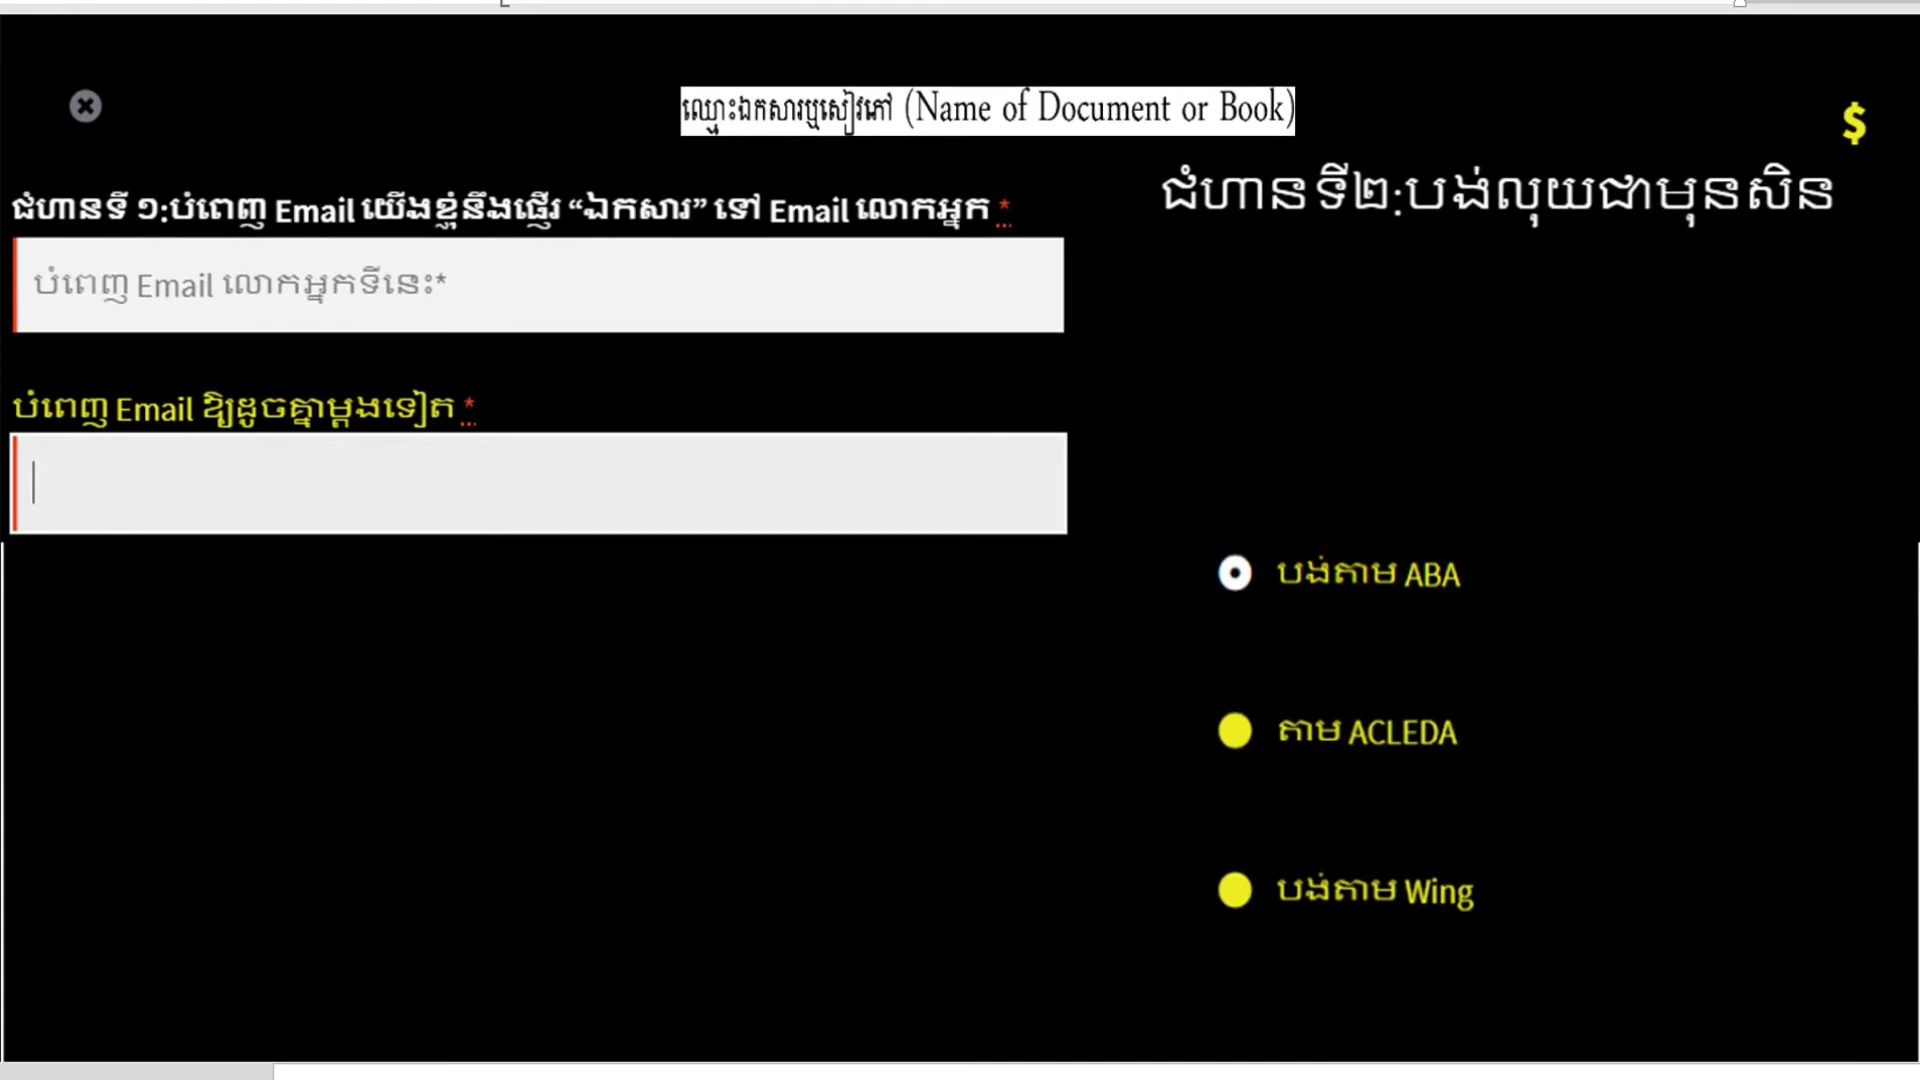 ឈ្មោះឯកសារឬសៀវភៅ (Name of Document or Book)
$
ជំហានទី ១:បំពេញ Email យើងខ្ញុំនឹងផ្ញើរ “ឯកសារ” ទៅ Email លោកអ្នក *
បំពេញ Email លោកអ្នកទីនេះ*
បំពេញ Email ឱ្យដូចគ្នាម្តងទៀត *
ជំហានទី២:បង់លុយជាមុនសិន
បង់តាម ABA
តាម ACLEDA
បង់តាម Wing